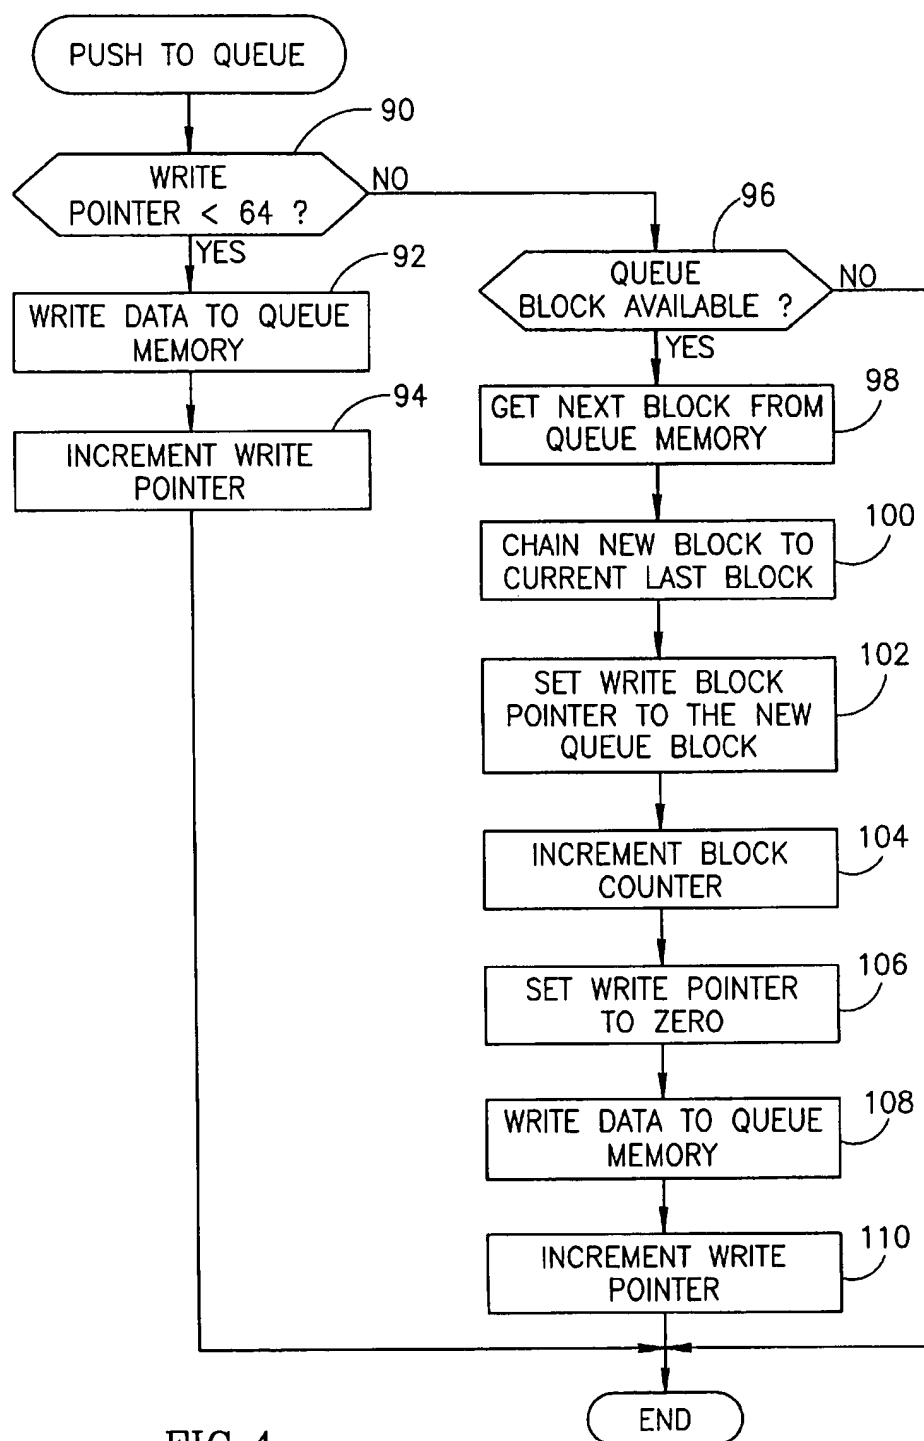 PUSH TO QUEUE
90
WRITE
POINTER < 64 ?
NO
YES
92
WRITE DATA TO QUEUE
MEMORY
94
INCREMENT WRITE
POINTER
96
QUEUE
BLOCK AVAILABLE ?
NO
YES
98
GET NEXT BLOCK FROM
QUEUE MEMORY
100
CHAIN NEW BLOCK TO
CURRENT LAST BLOCK
102
SET WRITE BLOCK
POINTER TO THE NEW
QUEUE BLOCK
104
INCREMENT BLOCK
COUNTER
106
SET WRITE POINTER
TO ZERO
108
WRITE DATA TO QUEUE
MEMORY
110
INCREMENT WRITE
POINTER
END
FIG. 4